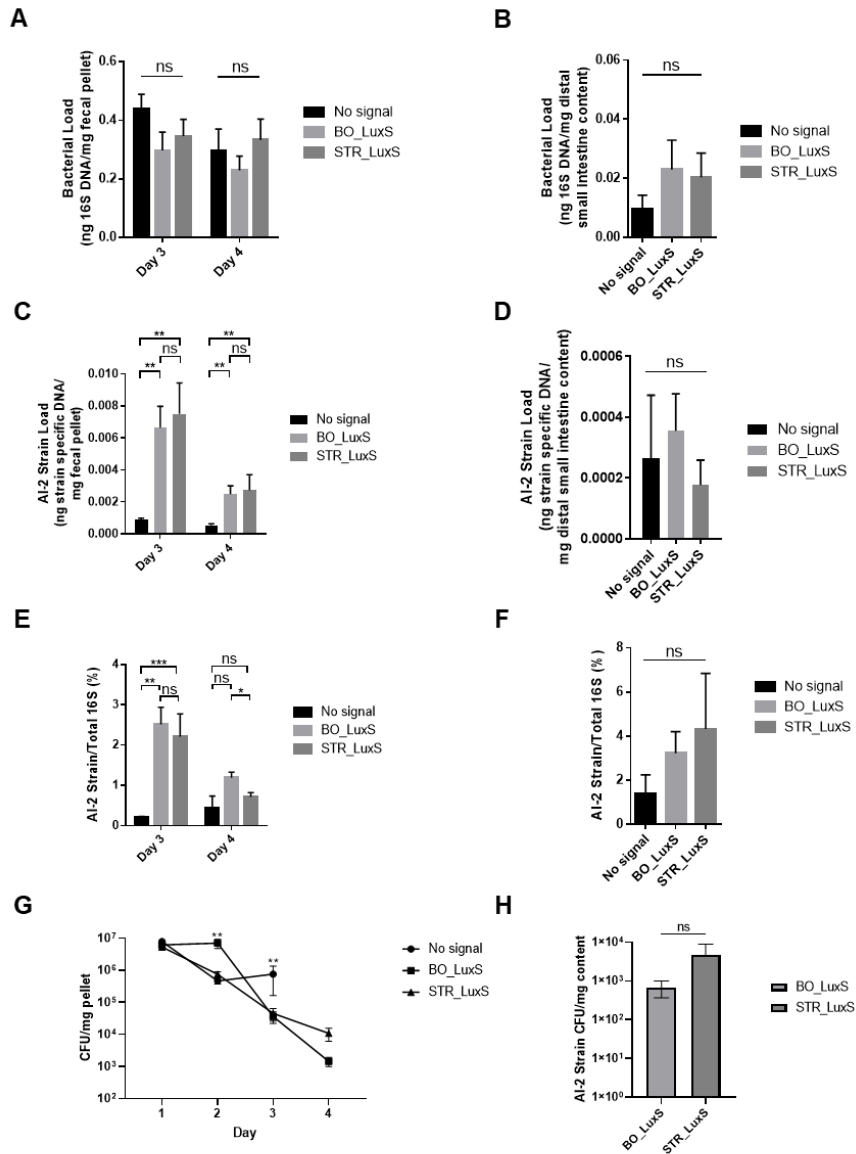 A
Bacterial Load
(ng 16S DNA/mg fecal pellet)
0.6
0.4
0.2
0.0
ns
ns
Day 3
Day 4
No signal
BO_LuxS
STR_LuxS
B
Bacterial Load
(ng 16S DNA/mg distal
small intestine content)
0.06
0.04
0.02
0.00
ns
No signal
BO_LuxS
STR_LuxS
No signal
BO_LuxS
STR_LuxS
C
AI-2 Strain Load
(ng strain specific DNA/
mg fecal pellet)
0.010
0.008
0.006
0.004
0.002
0.000
**
ns
**
**
ns
**
Day 3
Day 4
No signal
BO_LuxS
STR_LuxS
D
AI-2 Strain Load
(ng strain specific DNA/
mg distal small intestine content)
0.0006
0.0004
0.0002
0.0000
ns
No signal
BO_LuxS
STR_LuxS
No signal
BO_LuxS
STR_LuxS
E
AI-2 Strain/Total 16S (%)
4
3
2
1
0
***
**
ns
ns
ns
*
Day 3
Day 4
No signal
BO_LuxS
STR_LuxS
F
AI-2 Strain/Total 16S (%)
8
6
4
2
0
ns
No signal
BO_LuxS
STR_LuxS
No signal
BO_LuxS
STR_LuxS
G
CFU/mg pellet
10⁷
10⁶
10⁵
10⁴
10³
10²
**
**
1
2
3
4
Day
No signal
BO_LuxS
STR_LuxS
H
AI-2 Strain CFU/mg content
1×10⁴
1×10³
1×10²
1×10¹
1×10⁰
ns
BO_LuxS
STR_LuxS
BO_LuxS
STR_LuxS